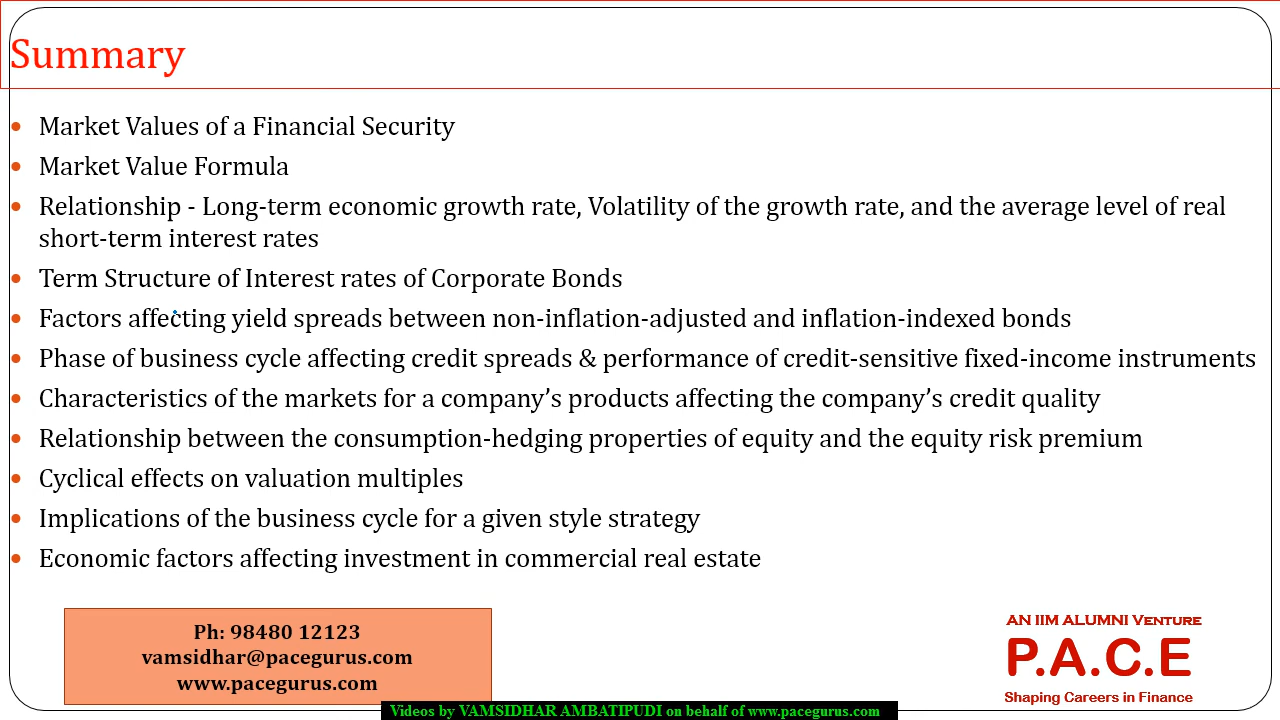 Summary
• Market Values of a Financial Security
• Market Value Formula
• Relationship - Long-term economic growth rate, Volatility of the growth rate, and the average level of real
short-term interest rates
• Term Structure of Interest rates of Corporate Bonds
• Factors affecting yield spreads between non-inflation-adjusted and inflation-indexed bonds
• Phase of business cycle affecting credit spreads & performance of credit-sensitive fixed-income instruments
• Characteristics of the markets for a company’s products affecting the company’s credit quality
• Relationship between the consumption-hedging properties of equity and the equity risk premium
• Cyclical effects on valuation multiples
• Implications of the business cycle for a given style strategy
• Economic factors affecting investment in commercial real estate
Ph: 98480 12123
vamsidhar@pacegurus.com
www.pacegurus.com
AN IIM ALUMNI VENTURE
P.A.C.E
Shaping Careers in Finance
Videos by VAMSIDHAR AMBATIPUDI on behalf of www.pacegurus.com